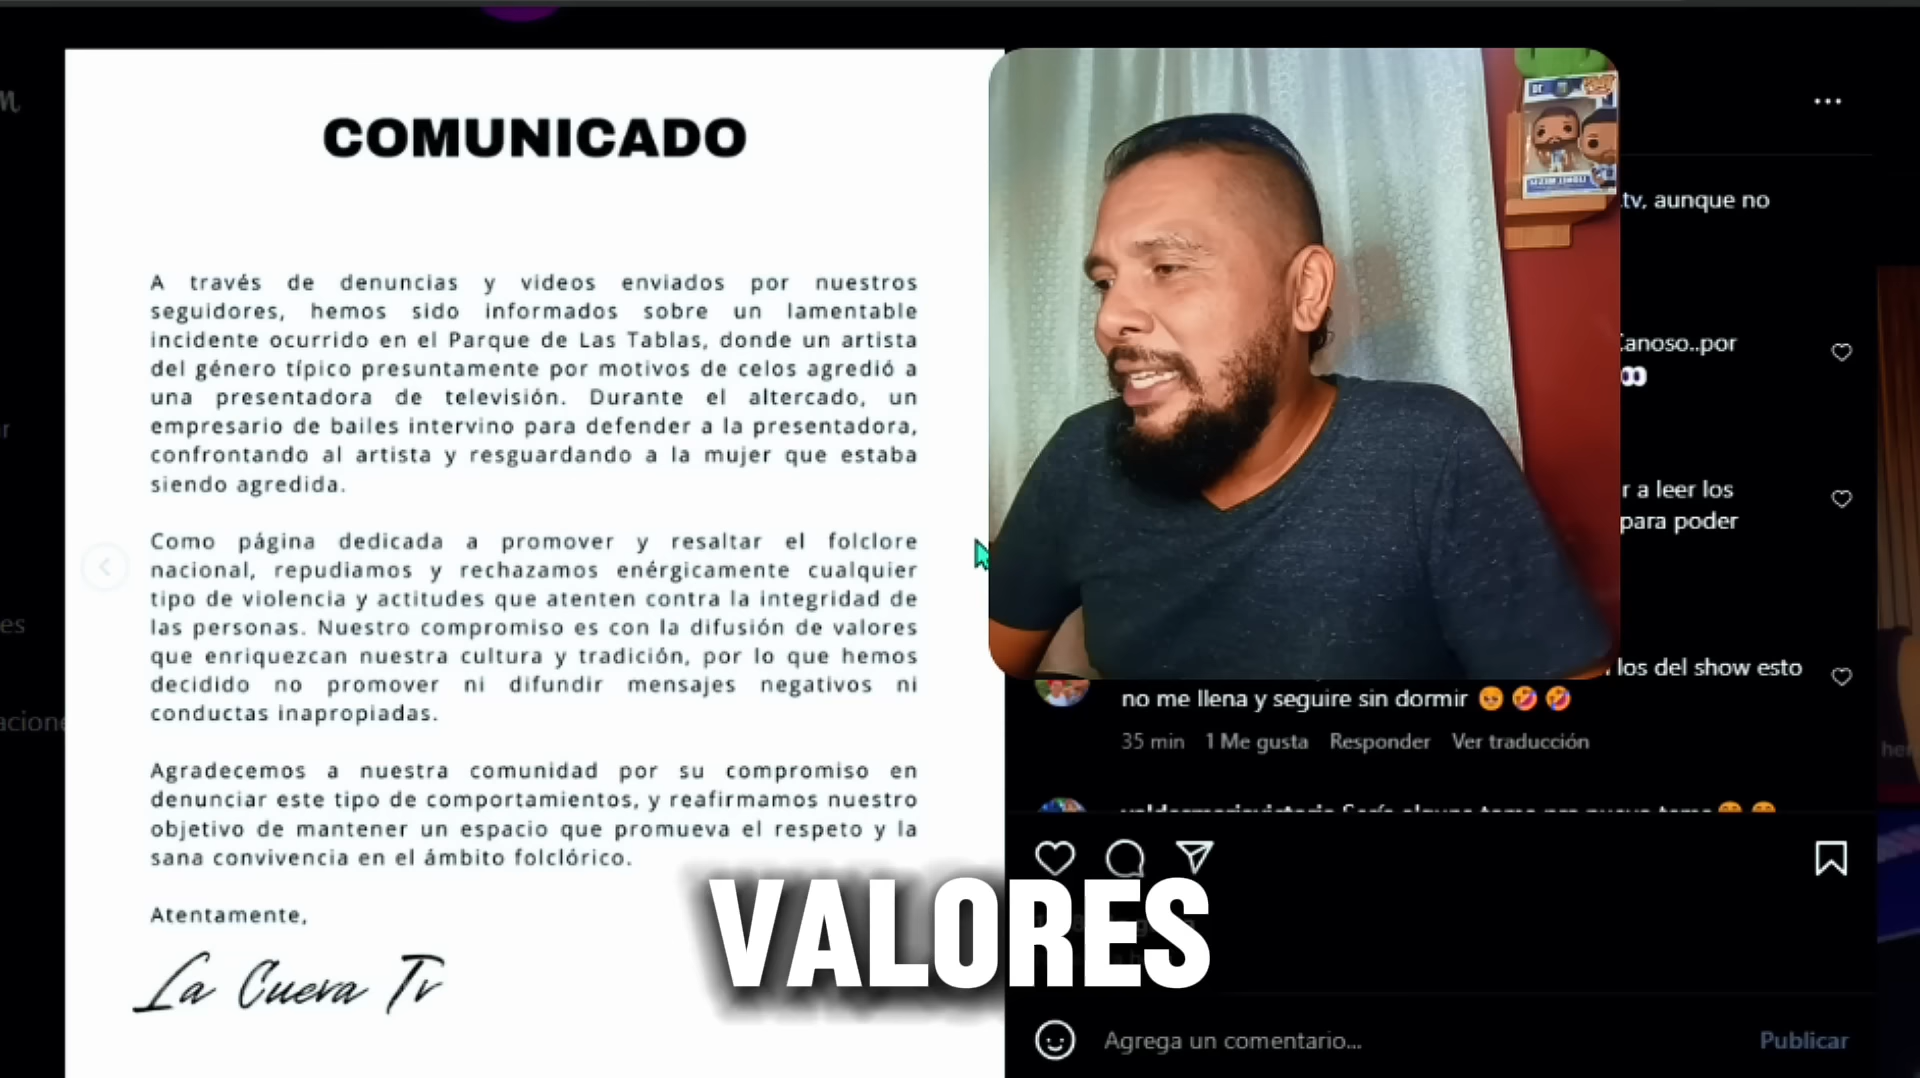 COMUNICADO
A través de denuncias y videos enviados por nuestros
seguidores, hemos sido informados sobre un lamentable
incidente ocurrido en el Parque de Las Tablas, donde un artista
del género típico presuntamente por motivos de celos agredió a
una presentadora de televisión. Durante el altercado, un
empresario de bailes intervino para defender a la presentadora,
confrontando al artista y resguardando a la mujer que estaba
siendo agredida.
Como página dedicada a promover y resaltar el folclore
nacional, repudiamos y rechazamos enérgicamente cualquier
tipo de violencia y actitudes que atenten contra la integridad de
las personas. Nuestro compromiso es con la difusión de valores
que enriquezcan nuestra cultura y tradición, por lo que hemos
decidido no promover ni difundir mensajes negativos ni
conductas inapropiadas.
Agradecemos a nuestra comunidad por su compromiso en
denunciar este tipo de comportamientos, y reafirmamos nuestro
objetivo de mantener un espacio que promueva el respeto y la
sana convivencia en el ámbito folclórico.
Atentamente,
La Cueva Tv
tv, aunque no
Canoso..por
r a leer los
para poder
los del show esto
no me llena y seguire sin dormir 🥺🤣🤣
35 min 1 Me gusta Responder Ver traducción
VALORES
Agrega un comentario...
Publicar